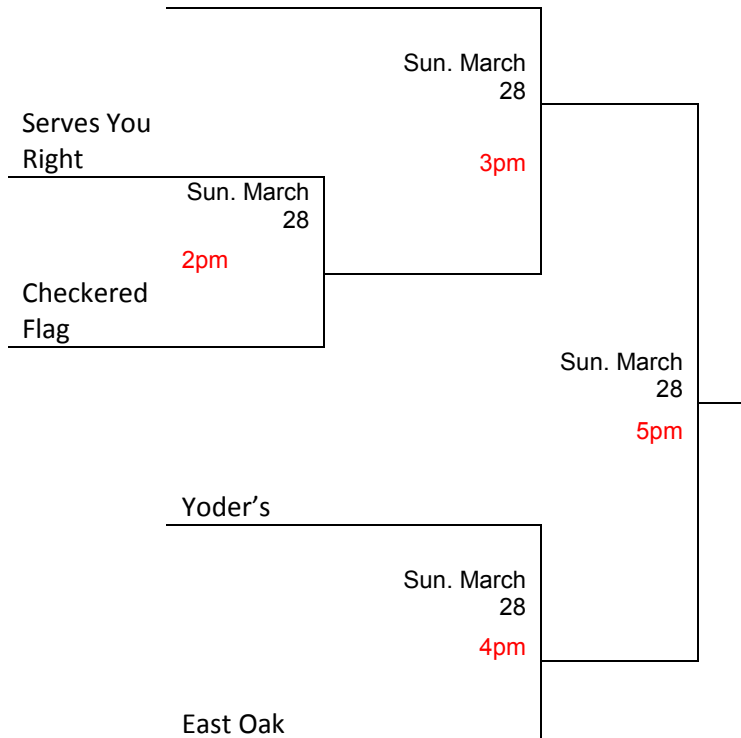 Sun. March
28
Serves You
Right
3pm
Sun. March
28
2pm
Checkered
Flag
Sun. March
28
5pm
Yoder’s
Sun. March
28
4pm
East Oak